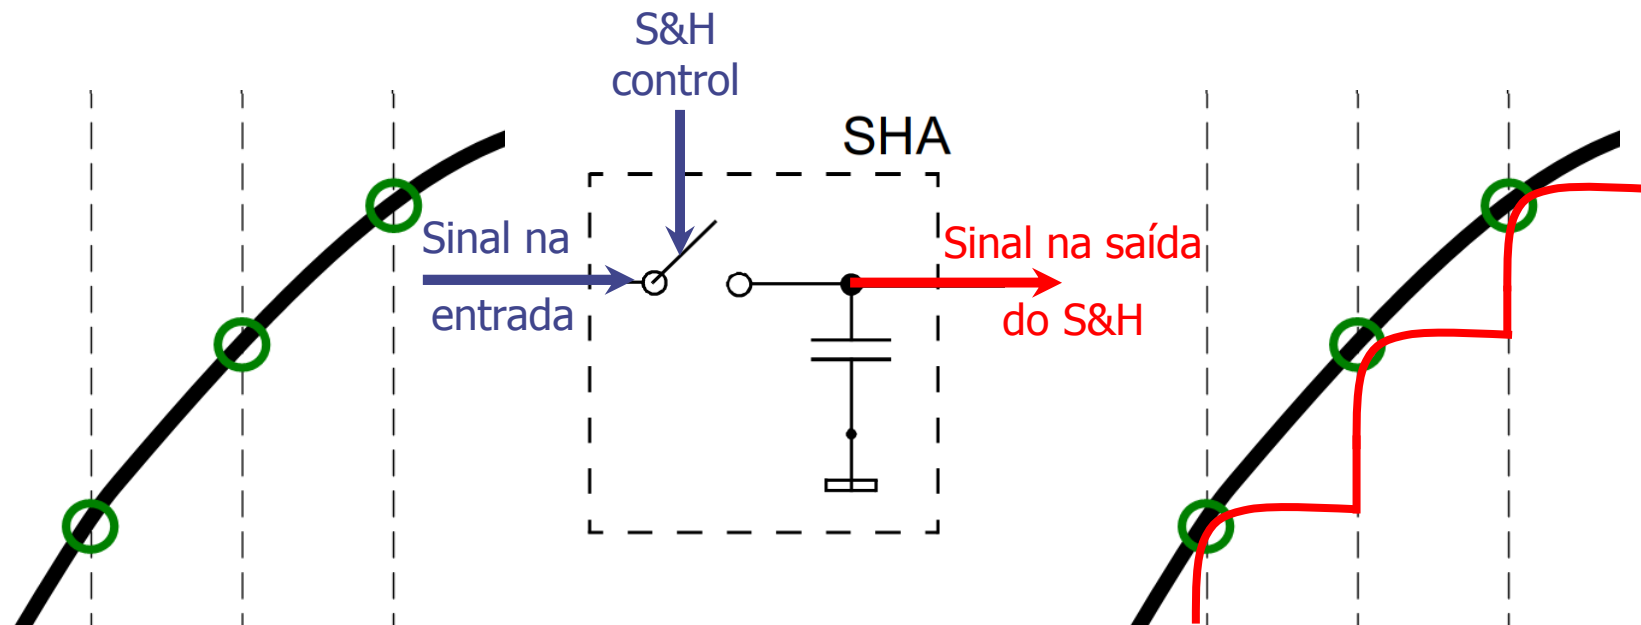 S&H
control
SHA
Sinal na
entrada
Sinal na saída
do S&H